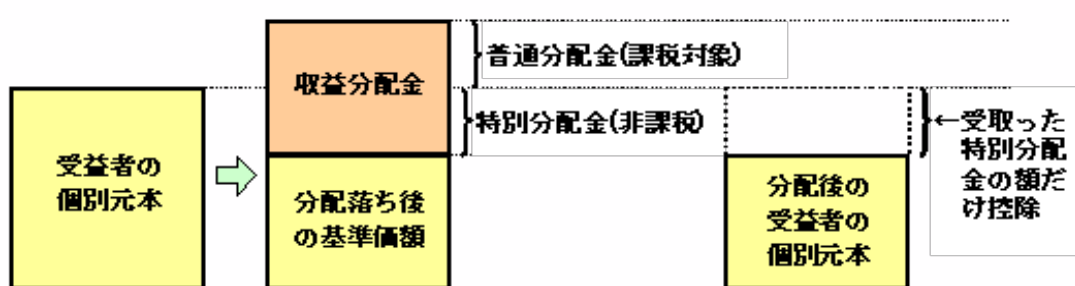 受益者の
個別元本
収益分配金
分配落ち後
の基準価額
普通分配金(課税対象)
特別分配金(非課税)
分配後の
受益者の
個別元本
←受取った
特別分配
金の額だ
け控除